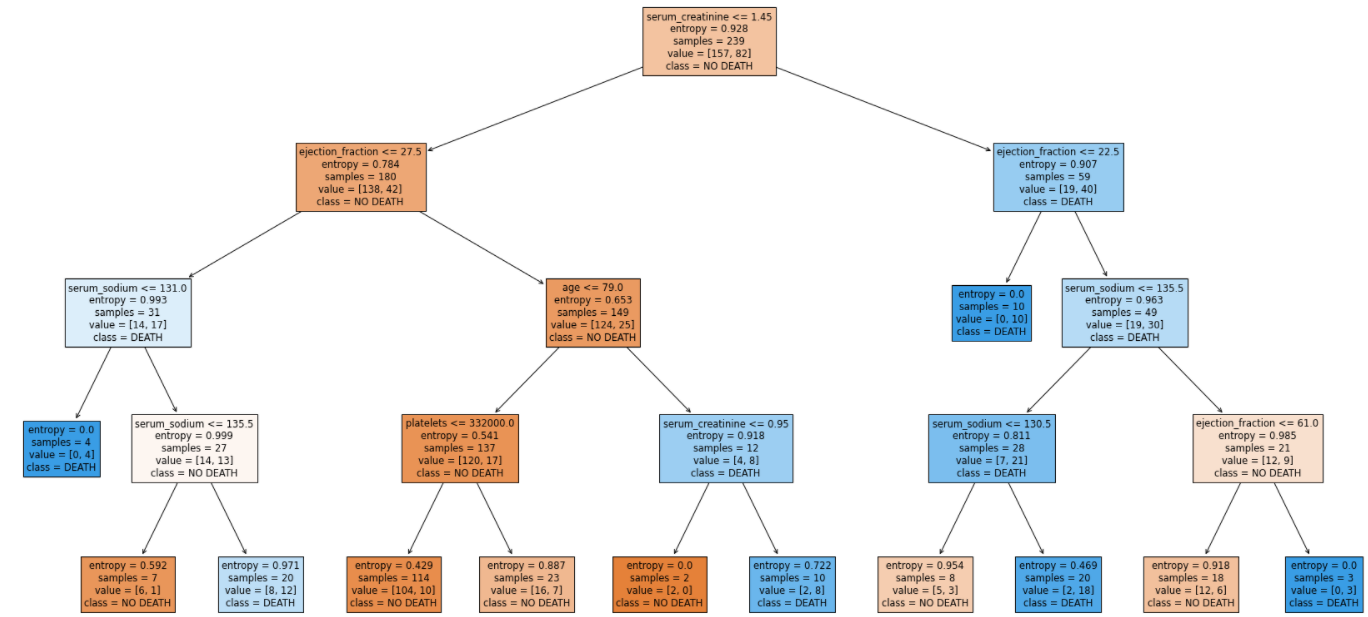 serum_creatinine <= 1.45
entropy = 0.928
samples = 239
value = [157, 82]
class = NO DEATH
ejection_fraction <= 27.5
entropy = 0.784
samples = 180
value = [138, 42]
class = NO DEATH
ejection_fraction <= 22.5
entropy = 0.907
samples = 59
value = [19, 40]
class = DEATH
serum_sodium <= 131.0
entropy = 0.993
samples = 31
value = [14, 17]
class = DEATH
age <= 79.0
entropy = 0.653
samples = 149
value = [124, 25]
class = NO DEATH
entropy = 0.0
samples = 10
value = [0, 10]
class = DEATH
serum_sodium <= 135.5
entropy = 0.963
samples = 49
value = [19, 30]
class = DEATH
entropy = 0.0
samples = 4
value = [0, 4]
class = DEATH
serum_sodium <= 135.5
entropy = 0.999
samples = 27
value = [14, 13]
class = NO DEATH
platelets <= 332000.0
entropy = 0.541
samples = 137
value = [120, 17]
class = NO DEATH
serum_creatinine <= 0.95
entropy = 0.918
samples = 12
value = [4, 8]
class = DEATH
serum_sodium <= 130.5
entropy = 0.811
samples = 28
value = [7, 21]
class = DEATH
ejection_fraction <= 61.0
entropy = 0.985
samples = 21
value = [12, 9]
class = NO DEATH
entropy = 0.592
samples = 7
value = [6, 1]
class = NO DEATH
entropy = 0.971
samples = 20
value = [8, 12]
class = DEATH
entropy = 0.429
samples = 114
value = [104, 10]
class = NO DEATH
entropy = 0.887
samples = 23
value = [16, 7]
class = NO DEATH
entropy = 0.0
samples = 2
value = [2, 0]
class = NO DEATH
entropy = 0.722
samples = 10
value = [2, 8]
class = DEATH
entropy = 0.954
samples = 8
value = [5, 3]
class = NO DEATH
entropy = 0.469
samples = 20
value = [2, 18]
class = DEATH
entropy = 0.918
samples = 18
value = [12, 6]
class = NO DEATH
entropy = 0.0
samples = 3
value = [0, 3]
class = DEATH